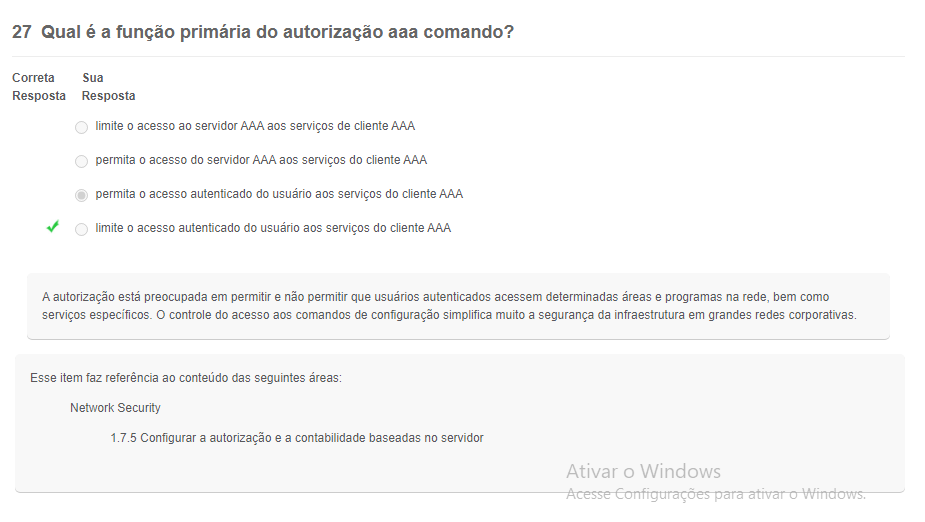 27 Qual é a função primária do autorização aaa comando?
Correta Sua
Resposta Resposta
limite o acesso ao servidor AAA aos serviços de cliente AAA
permita o acesso do servidor AAA aos serviços do cliente AAA
permita o acesso autenticado do usuário aos serviços do cliente AAA
limite o acesso autenticado do usuário aos serviços do cliente AAA
A autorização está preocupada em permitir e não permitir que usuários autenticados acessem determinadas áreas e programas na rede, bem como
serviços específicos. O controle do acesso aos comandos de configuração simplifica muito a segurança da infraestrutura em grandes redes corporativas.
Esse item faz referência ao conteúdo das seguintes áreas:
Network Security
1.7.5 Configurar a autorização e a contabilidade baseadas no servidor
Ativar o Windows
Acesse Configurações para ativar o Windows.